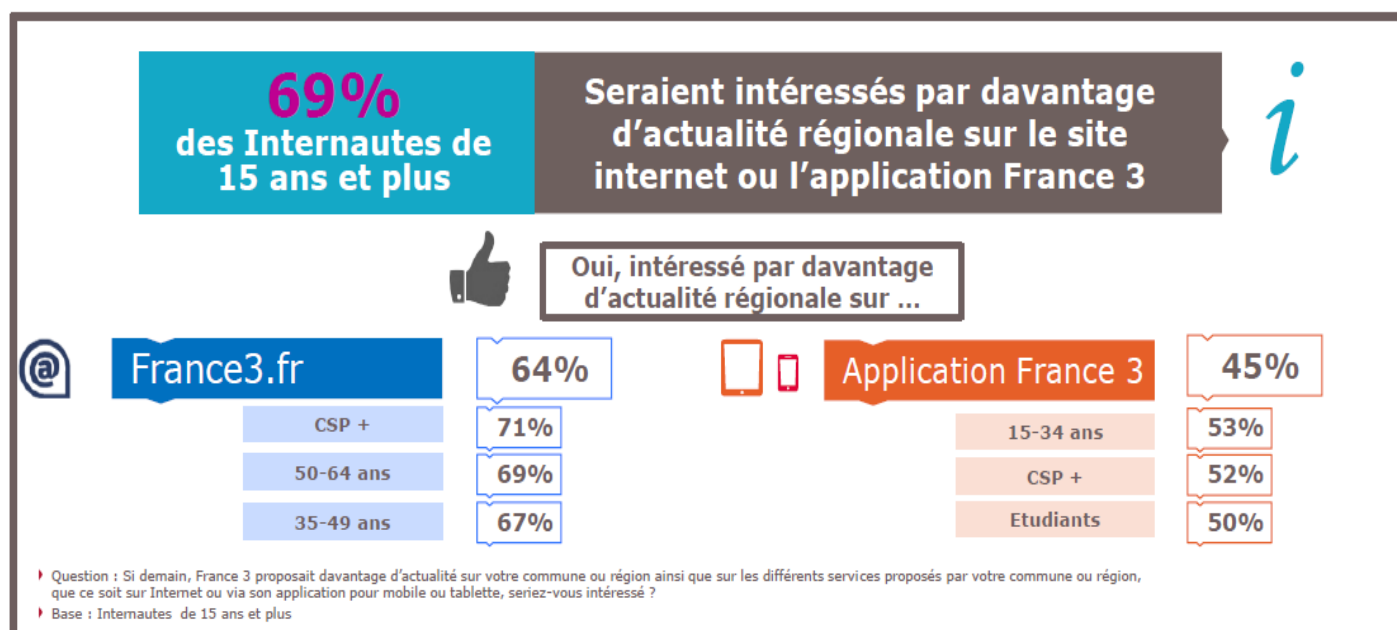 69%
des Internautes de
15 ans et plus
Seraient intéressés par davantage
d'actualité régionale sur le site
internet ou l'application France 3
i
Oui, intéressé par davantage
d'actualité régionale sur ...
@
France3.fr
64%
CSP +
71%
50-64 ans
69%
35-49 ans
67%
Application France 3
45%
15-34 ans
53%
CSP +
52%
Etudiants
50%
Question : Si demain, France 3 proposait davantage d'actualité sur votre commune ou région ainsi que sur les différents services proposés par votre commune ou région,
que ce soit sur Internet ou via son application pour mobile ou tablette, seriez-vous intéressé ?
Base : Internautes de 15 ans et plus